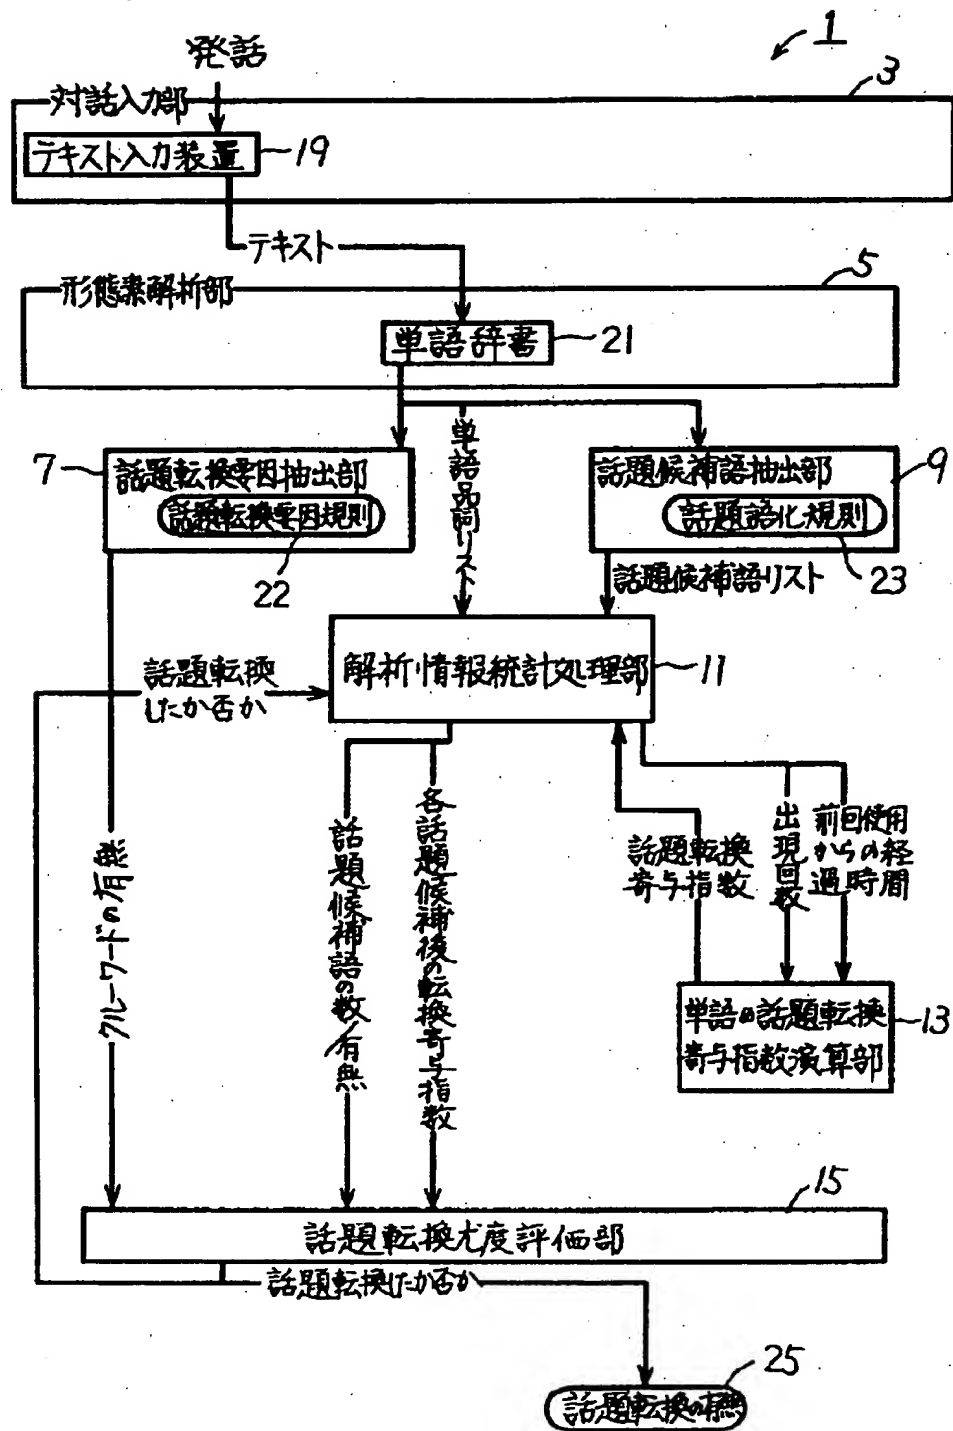 1
発話
3
対話入力部
テキスト入力装置
19
テキスト
5
形態素解析部
単語辞書
21
7
話題転換要因抽出部
話題転換要因規則
22
単語品詞リスト
9
話題候補語抽出部
話題語化規則
23
話題候補語リスト
話題転換
したか否か
解析情報統計処理部
11
クルーワードの有無
話題候補語の数/有無
各話題候補後の転換寄与指数
話題転換
寄与指数
出現回数
前回使用
からの経
過時間
単語の話題転換
寄与指数演算部
13
15
話題転換尤度評価部
話題転換したか否か
25
話題転換の有無